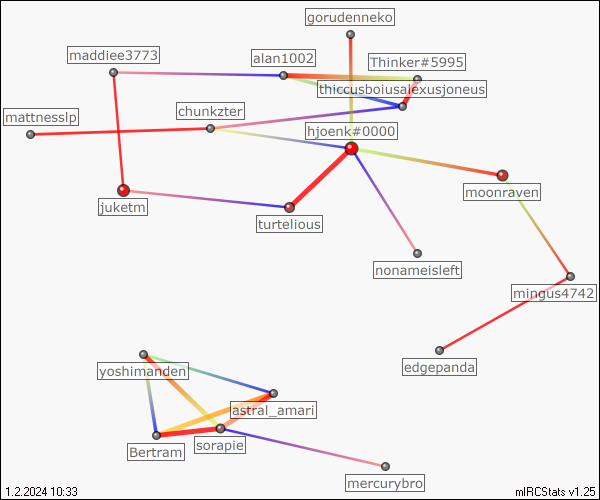 gorudenneko
maddiee3773
alan1002
Thinker#5995
thiccusboiusalexusjoneus
chunkzter
mattnesslp
hjoenk#0000
moonraven
juketm
turtelious
nonameisleft
mingus4742
edgepanda
yoshimanden
astral_amari
sorapie
Bertram
mercurybro
1.2.2024 10:33
mIRCStats v1.25